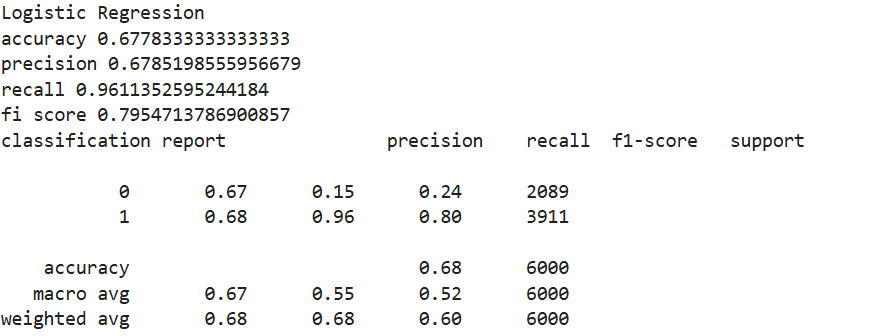 Logistic Regression
accuracy 0.6778333333333333
precision 0.6785198555956679
recall 0.9611352595244184
fi score 0.7954713786900857
classification report precision recall f1-score support
0 0.67 0.15 0.24 2089
1 0.68 0.96 0.80 3911
accuracy 0.68 6000
macro avg 0.67 0.55 0.52 6000
weighted avg 0.68 0.68 0.60 6000